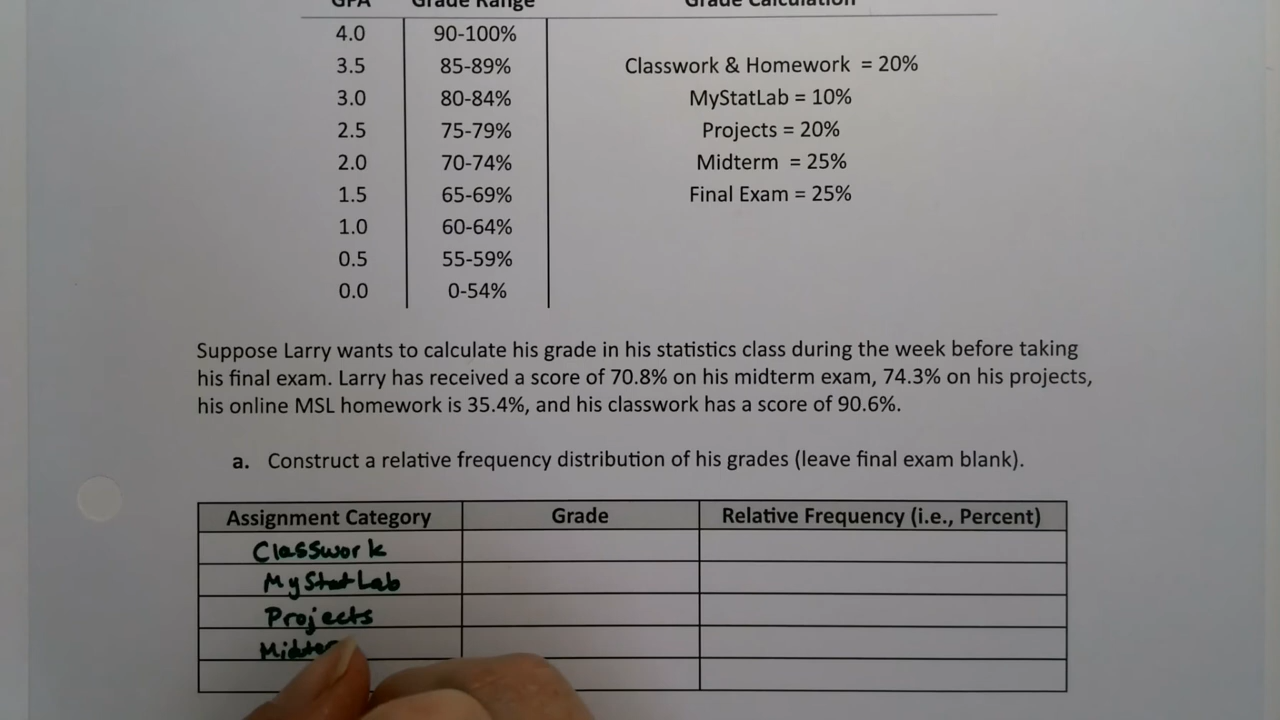 GPA Grade Range Grade Calculation
4.0 90-100%
3.5 85-89% Classwork & Homework = 20%
3.0 80-84% MyStatLab = 10%
2.5 75-79% Projects = 20%
2.0 70-74% Midterm = 25%
1.5 65-69% Final Exam = 25%
1.0 60-64%
0.5 55-59%
0.0 0-54%
Suppose Larry wants to calculate his grade in his statistics class during the week before taking
his final exam. Larry has received a score of 70.8% on his midterm exam, 74.3% on his projects,
his online MSL homework is 35.4%, and his classwork has a score of 90.6%.
a. Construct a relative frequency distribution of his grades (leave final exam blank).
Assignment Category Grade Relative Frequency (i.e., Percent)
Classwork
MyStatLab
Projects